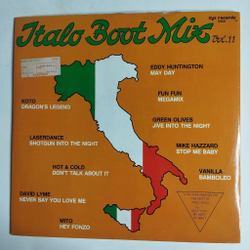 Italo Boot Mix
Vol. 11
EDDY HUNTINGTON
MAY DAY
KOTO
DRAGON'S LEGEND
FUN FUN
MEGAMIX
GREEN OLIVES
JIVE INTO THE NIGHT
LASERDANCE
SHOTGUN INTO THE NIGHT
MIKE HAZZARO
STOP ME BABY
HOT & COLD
DON'T TALK ABOUT IT
VANILLA
BAMBOLEO
DAVID LYME
NEVER SAY YOU LOVE ME
MITO
HEY FONZO